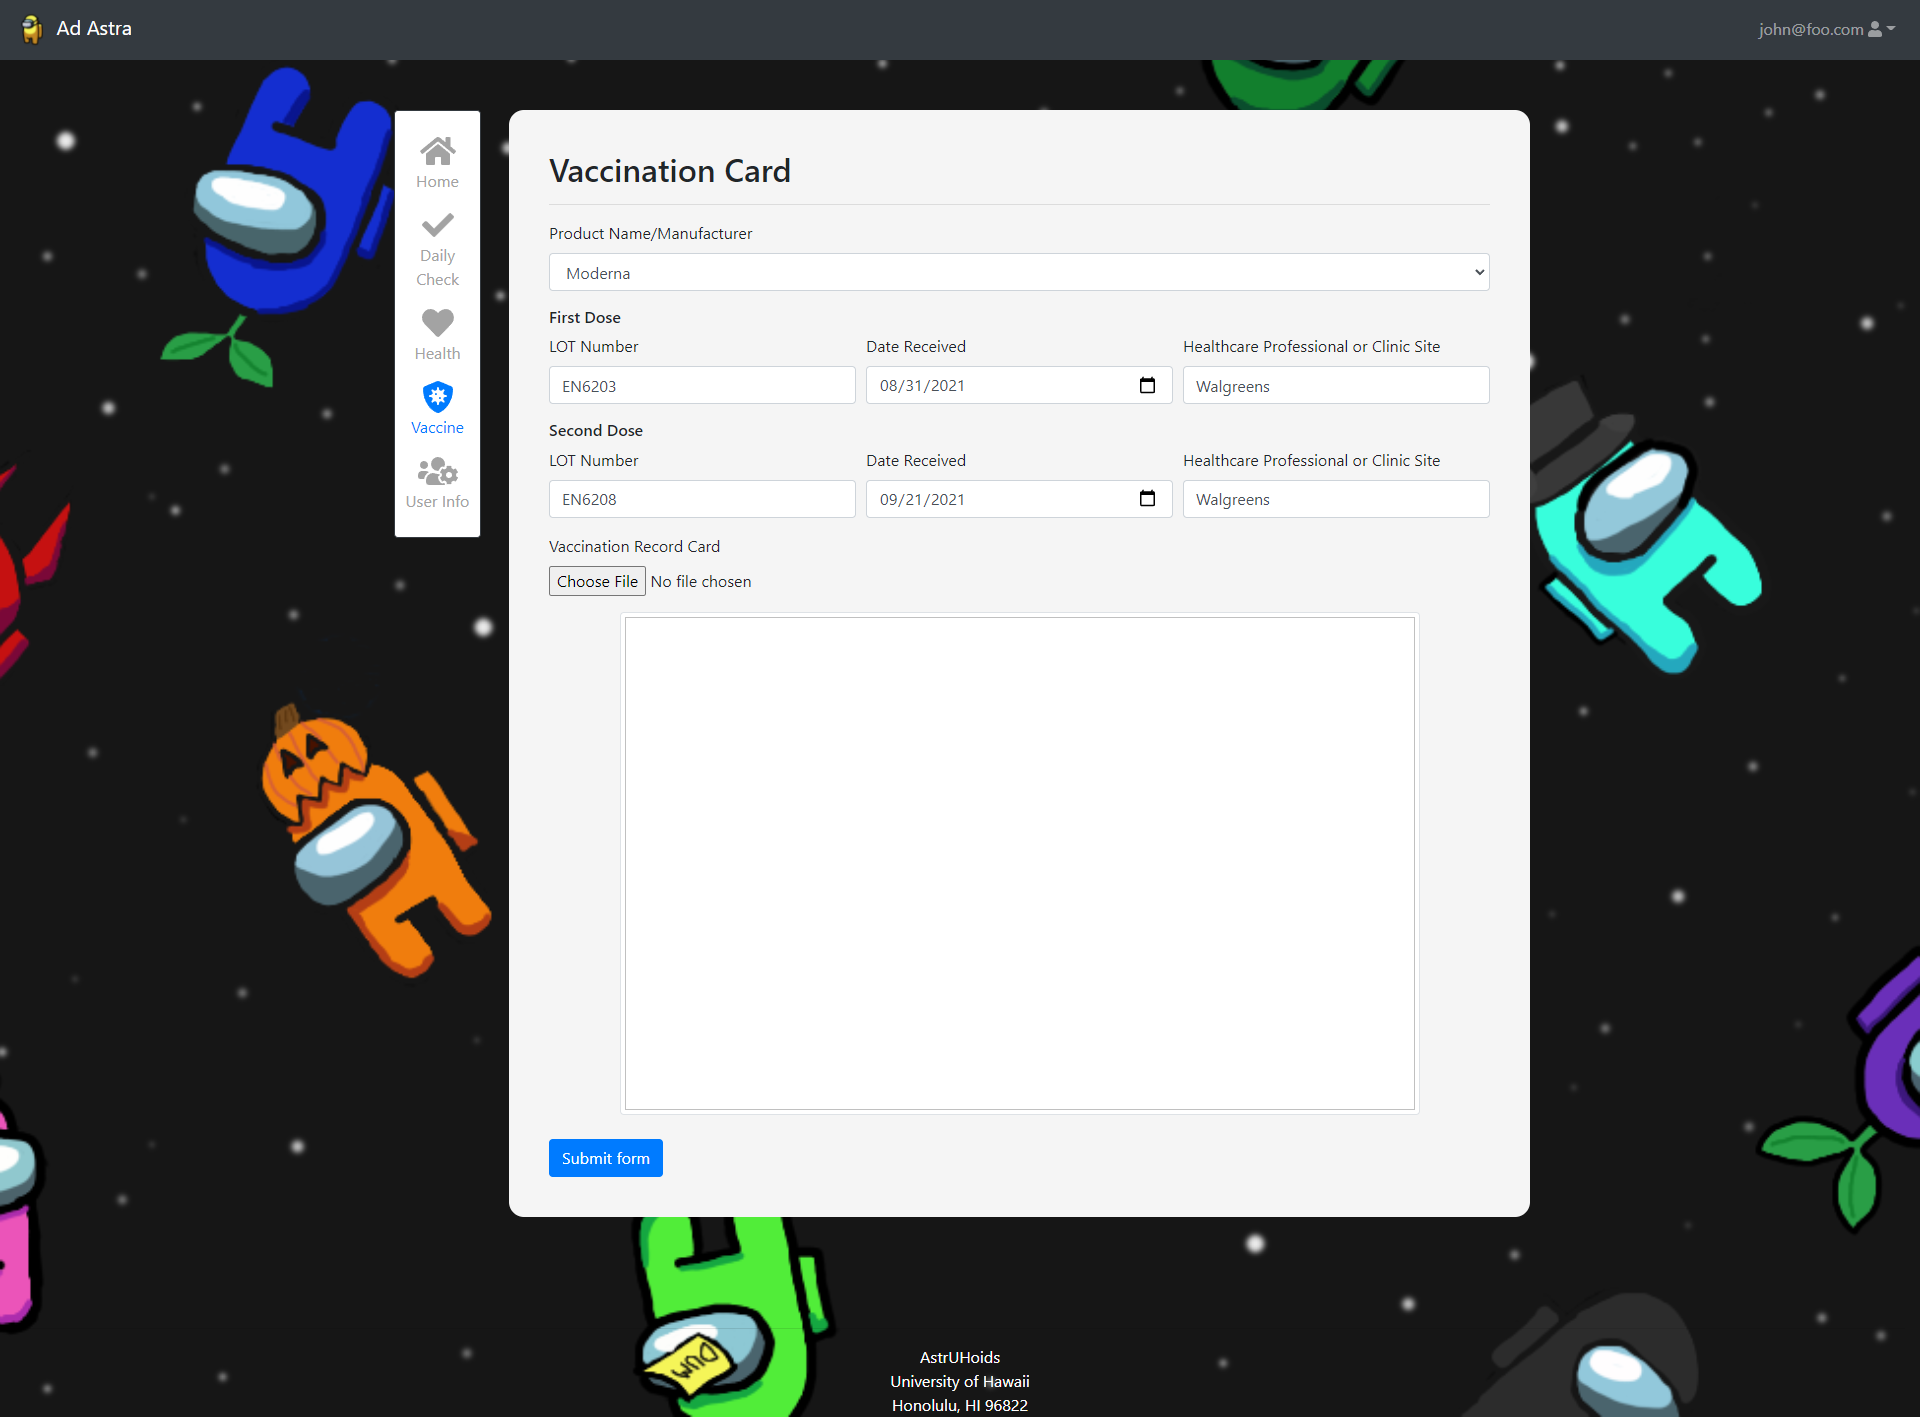 Ad Astra
john@foo.com
Home
Daily
Check
Health
Vaccine
User Info
Vaccination Card
Product Name/Manufacturer
Moderna
First Dose
LOT Number Date Received Healthcare Professional or Clinic Site
EN6203 08/31/2021 Walgreens
Second Dose
LOT Number Date Received Healthcare Professional or Clinic Site
EN6208 09/21/2021 Walgreens
Vaccination Record Card
Choose File No file chosen
Submit form
DUM
AstrUHoids
University of Hawaii
Honolulu, HI 96822